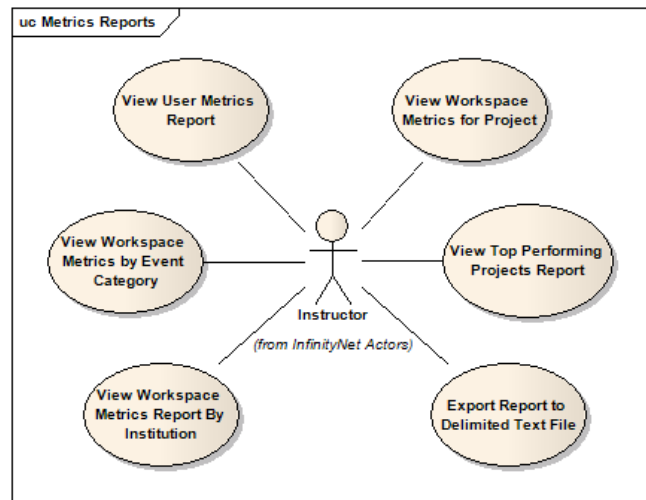 uc Metrics Reports
View User Metrics
Report
View Workspace
Metrics for Project
View Workspace
Metrics by Event
Category
View Top Performing
Projects Report
Instructor
(from InfinityNet Actors)
View Workspace
Metrics Report By
Institution
Export Report to
Delimited Text File